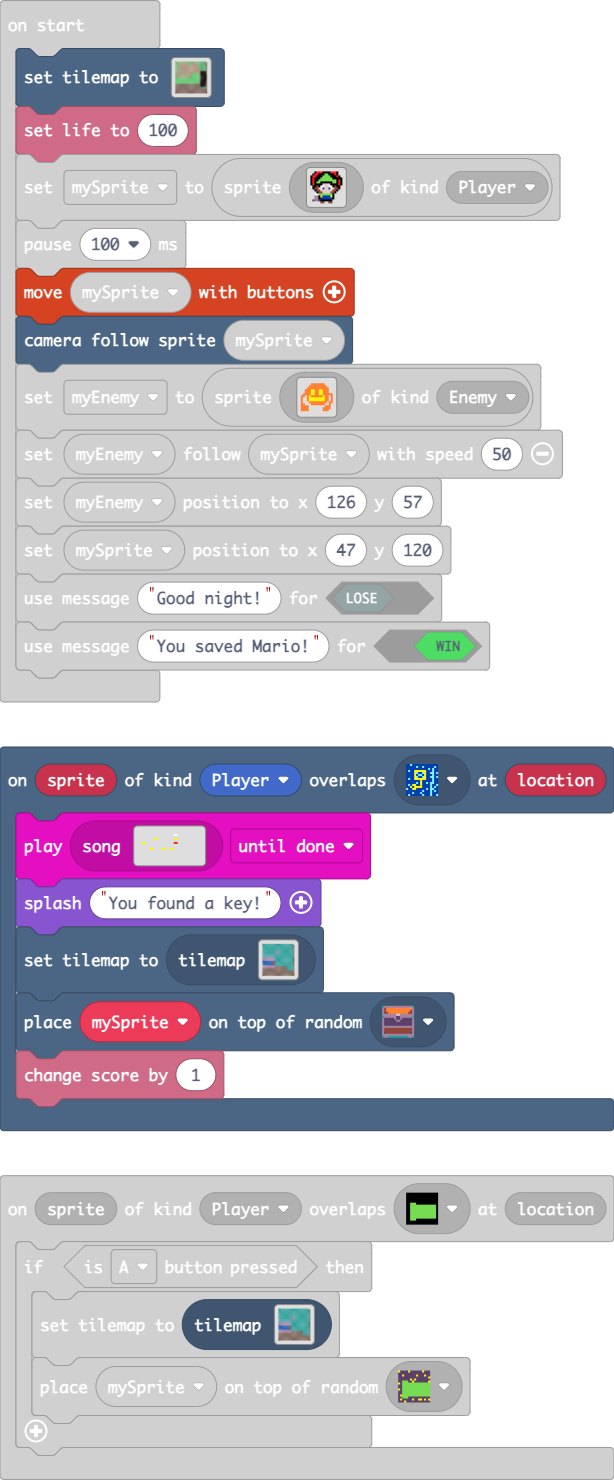 on start
set tilemap to
set life to 100
set mySprite to sprite of kind Player
pause 100 ms
move mySprite with buttons
camera follow sprite mySprite
set myEnemy to sprite of kind Enemy
set myEnemy follow mySprite with speed 50
set myEnemy position to x 126 y 57
set mySprite position to x 47 y 120
use message "Good night!" for LOSE
use message "You saved Mario!" for WIN
on sprite of kind Player overlaps at location
play song until done
splash "You found a key!"
set tilemap to tilemap
place mySprite on top of random
change score by 1
on sprite of kind Player overlaps at location
if is A button pressed then
set tilemap to tilemap
place mySprite on top of random